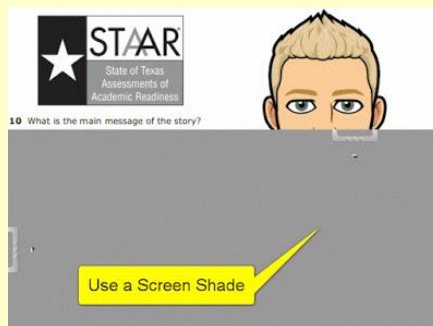 STAAR®
State of Texas
Assessments of
Academic Readiness
10 What is the main message of the story?
Use a Screen Shade